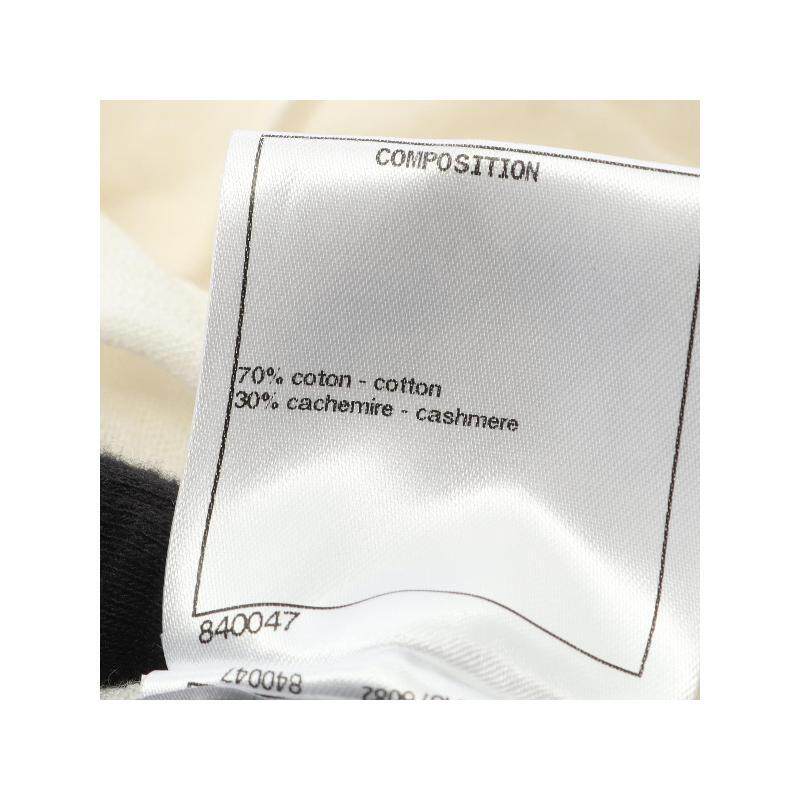 COMPOSITION
70% coton - cotton
30% cachemire - cashmere
840047
840047